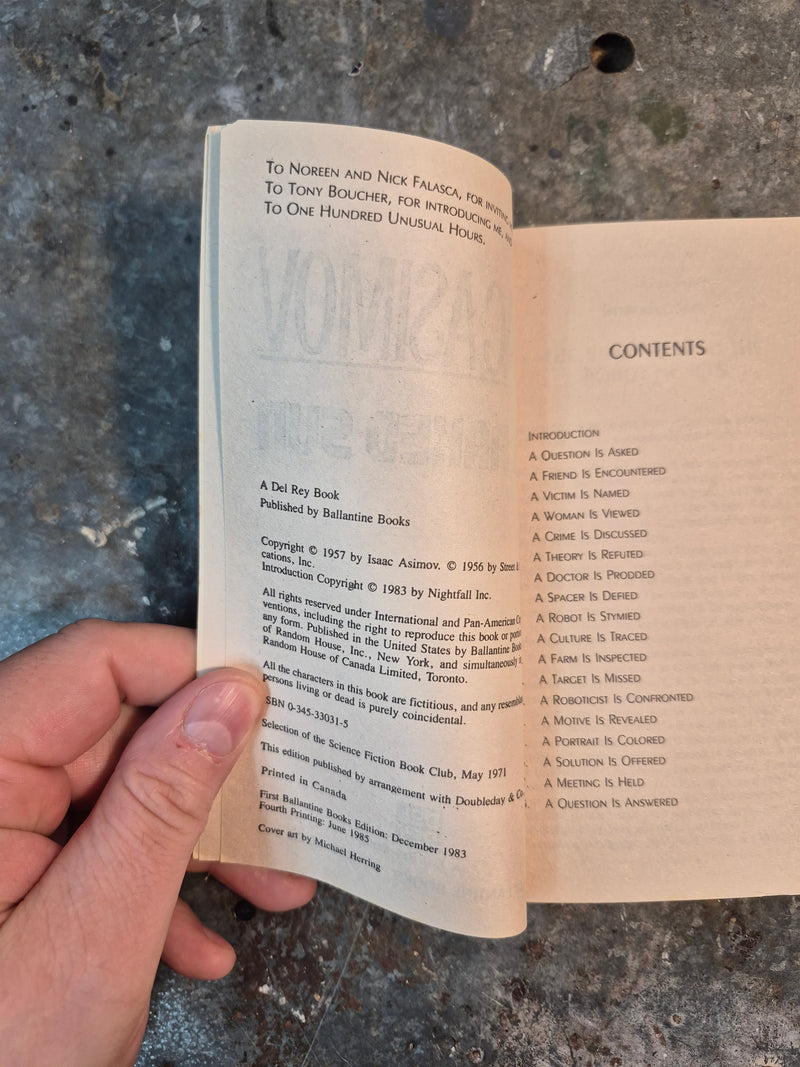 To Noreen and Nick Falasca, for inviting
To Tony Boucher, for introducing me,
To One Hundred Unusual Hours.
A Del Rey Book
Published by Ballantine Books
Copyright © 1957 by Isaac Asimov. © 1956 by Street
cations, Inc.
Introduction Copyright © 1983 by Nightfall Inc.
All rights reserved under International and Pan-American
ventions, including the right to reproduce this book or
any form. Published in the United States by Ballantine
of Random House, Inc., New York, and simultaneously
Random House of Canada Limited, Toronto.
All the characters in this book are fictitious, and any
persons living or dead is purely coincidental.
SBN 0-345-33031-5
Selection of the Science Fiction Book Club, May 1971
This edition published by arrangement with Doubleday &
Printed in Canada
First Ballantine Books Edition: December 1983
Fourth Printing: June 1985
Cover art by Michael Herring
CONTENTS
Introduction
A Question Is Asked
A Friend Is Encountered
A Victim Is Named
A Woman Is Viewed
A Crime Is Discussed
A Theory Is Refuted
A Doctor Is Prodded
A Spacer Is Defied
A Robot Is Stymied
A Culture Is Traced
A Farm Is Inspected
A Target Is Missed
A Roboticist Is Confronted
A Motive Is Revealed
A Portrait Is Colored
A Solution Is Offered
A Meeting Is Held
A Question Is Answered